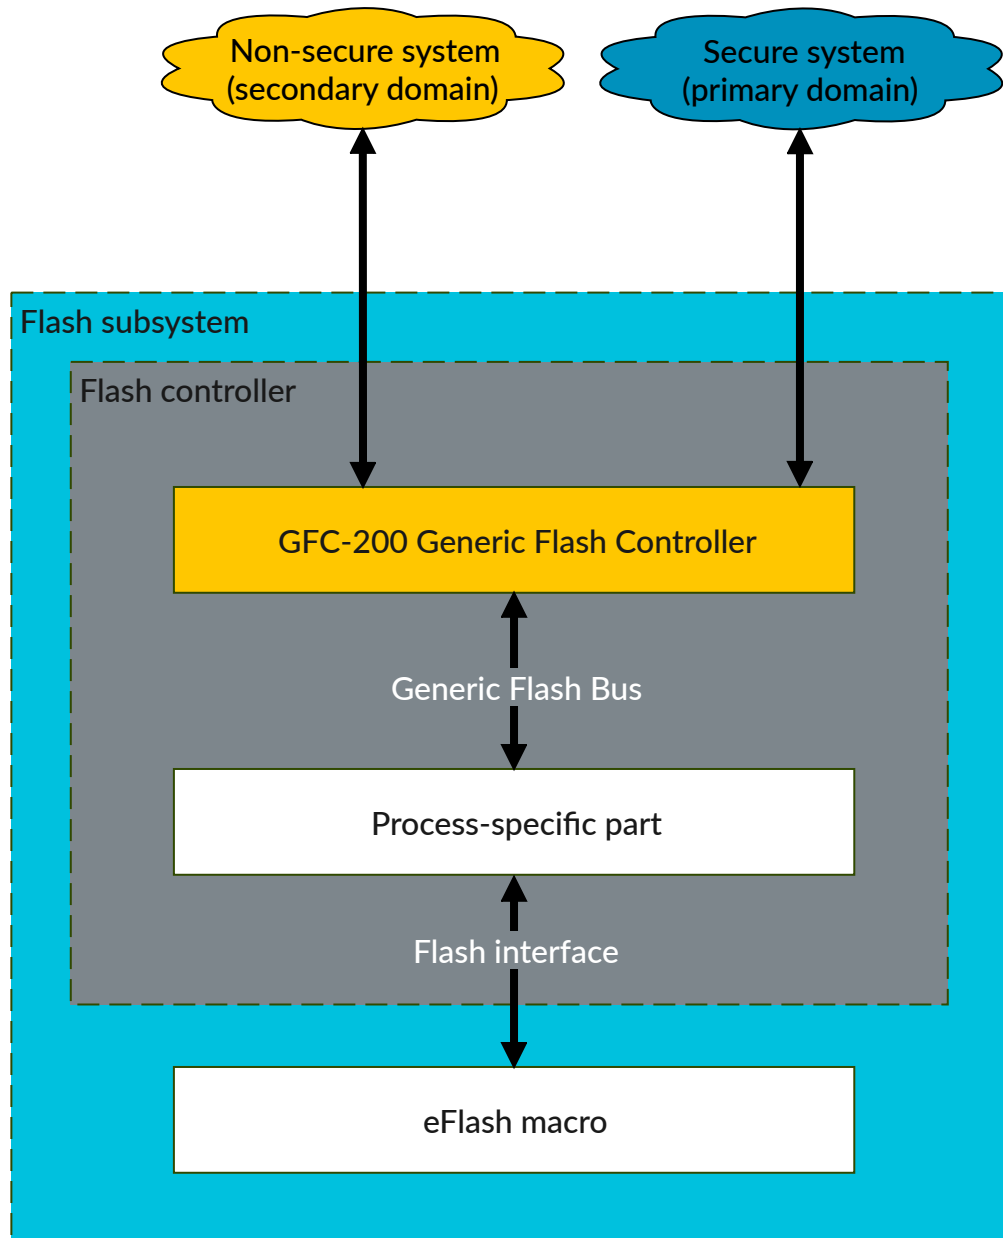 Non-secure system
(secondary domain)
Secure system
(primary domain)
Flash subsystem
Flash controller
GFC-200 Generic Flash Controller
Generic Flash Bus
Process-specific part
Flash interface
eFlash macro